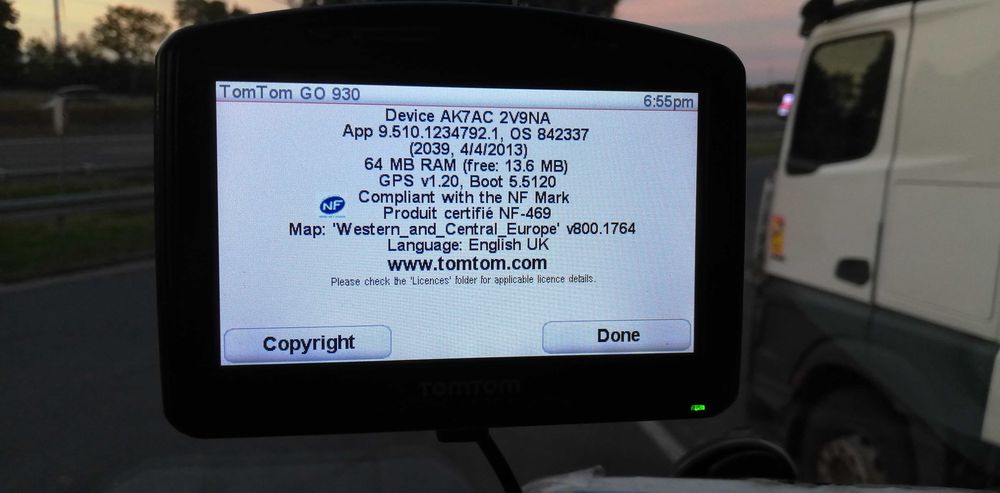 TomTom GO 930
6:55pm
Device AK7AC 2V9NA
App 9.510.1234792.1, OS 842337
(2039, 4/4/2013)
64 MB RAM (free: 13.6 MB)
GPS v1.20, Boot 5.5120
NF
Compliant with the NF Mark
Produit certifié NF-469
Map: 'Western_and_Central_Europe' v800.1764
Language: English UK
www.tomtom.com
Please check the 'Licences' folder for applicable licence details.
Copyright
Done
TOMTOM